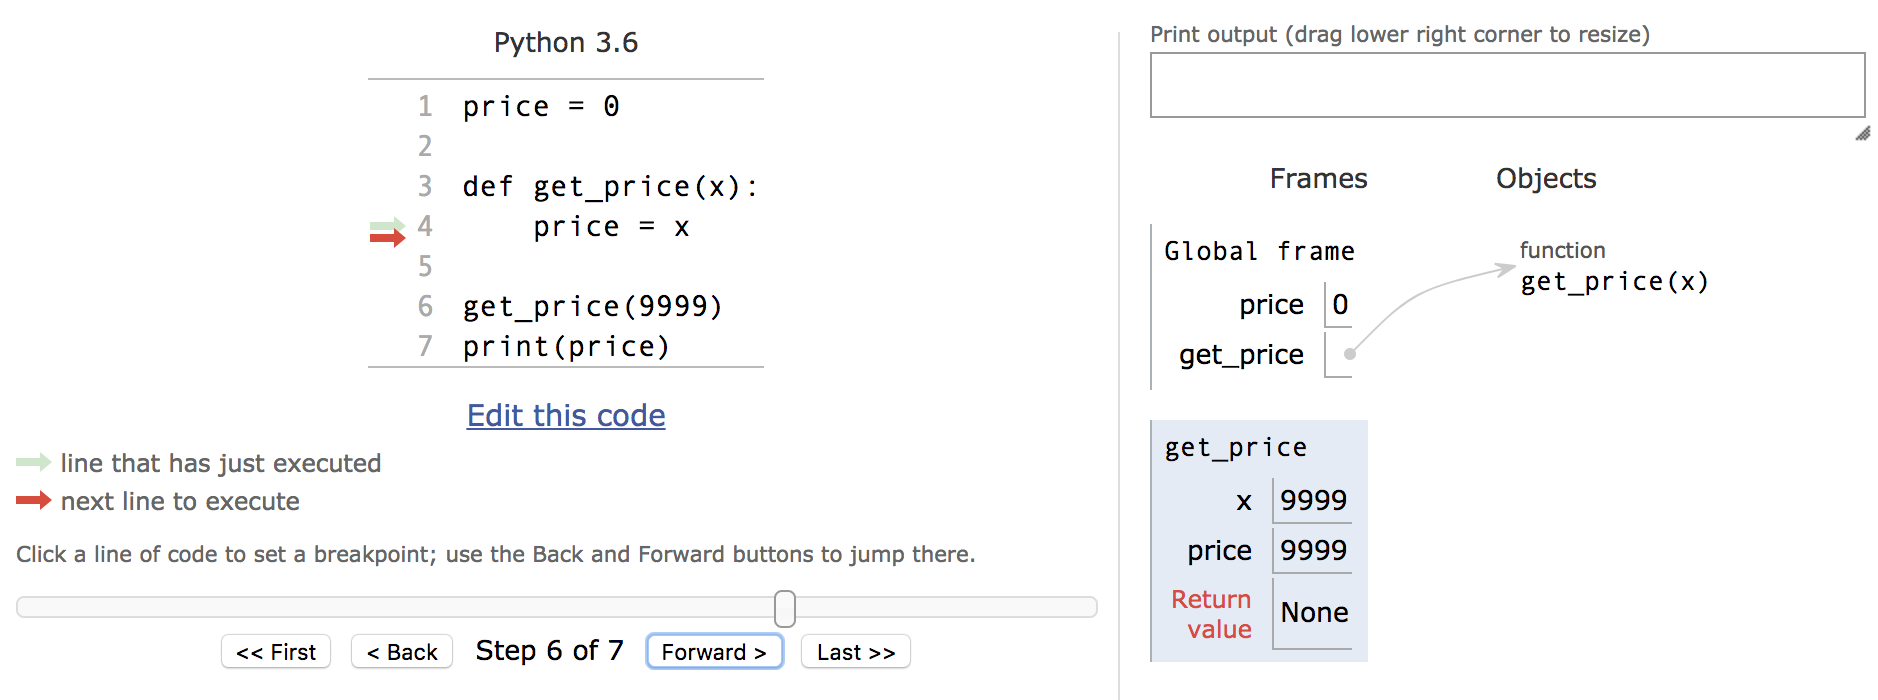 Python 3.6
1 price = 0
2
3 def get_price(x):
4     price = x
5
6 get_price(9999)
7 print(price)
Edit this code
line that has just executed
next line to execute
Click a line of code to set a breakpoint; use the Back and Forward buttons to jump there.
<< First < Back Step 6 of 7 Forward > Last >>
Print output (drag lower right corner to resize)
Frames Objects
Global frame
price 0
get_price
function
get_price(x)
get_price
x 9999
price 9999
Return
value None